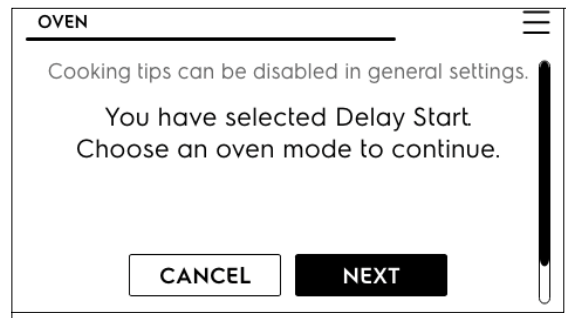 OVEN
Cooking tips can be disabled in general settings.
You have selected Delay Start.
Choose an oven mode to continue.
CANCEL NEXT